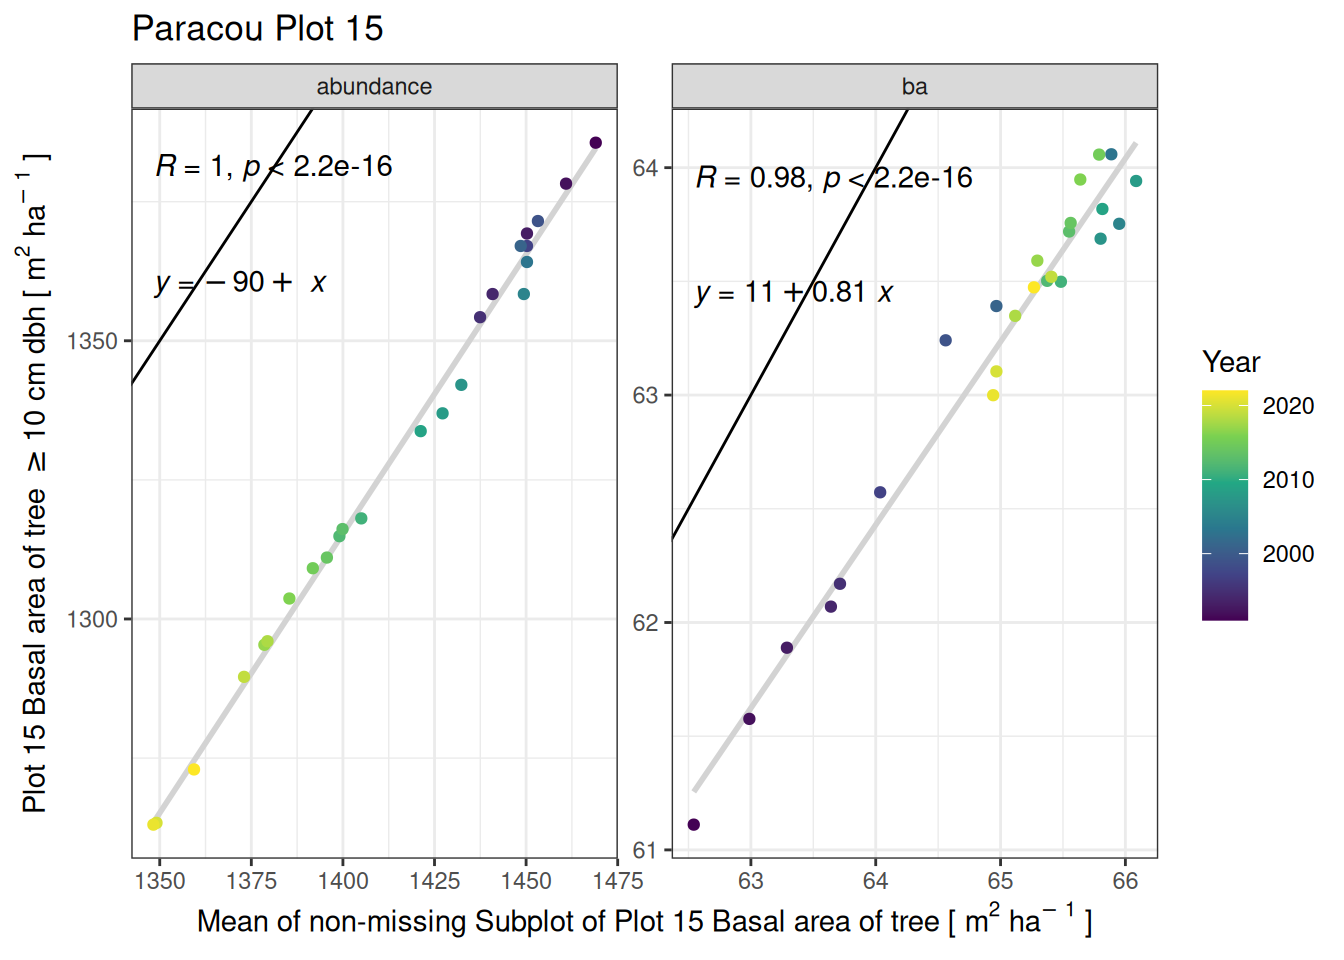 Paracou Plot 15
abundance
ba
R = 1, p < 2.2e-16
y = − 90 + x
R = 0.98, p < 2.2e-16
y = 11 + 0.81 x
Plot 15 Basal area of tree ≥ 10 cm dbh [ m² ha⁻¹ ]
1350
1300
64
63
62
61
1350 1375 1400 1425 1450 1475
63 64 65 66
Mean of non-missing Subplot of Plot 15 Basal area of tree [ m² ha⁻¹ ]
Year
2020
2010
2000